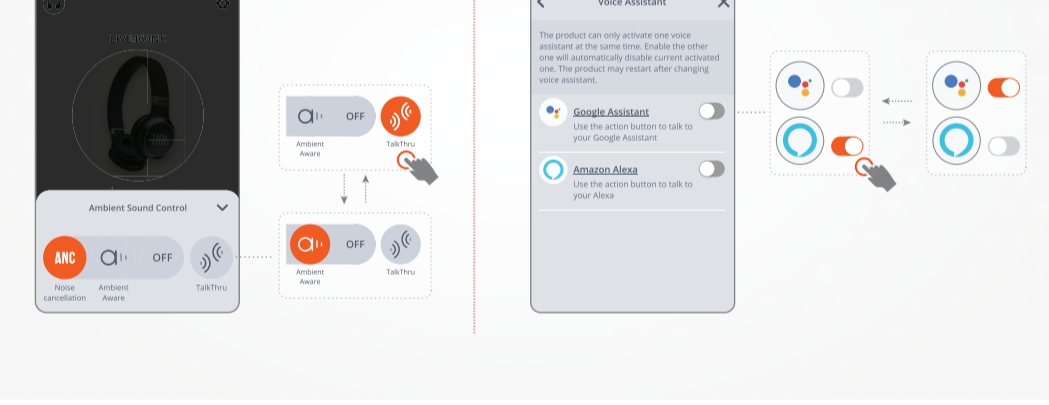 Ambient Sound Control
ANC
OFF
Noise
cancellation
Ambient
Aware
TalkThru
OFF
Ambient
Aware
TalkThru
OFF
Ambient
Aware
TalkThru
Voice Assistant
The product can only activate one voice
assistant at the same time. Enable the other
one will automatically disable current activated
one. The product may restart after changing
voice assistant.
Google Assistant
Use the action button to talk to
your Google Assistant
Amazon Alexa
Use the action button to talk to
your Alexa